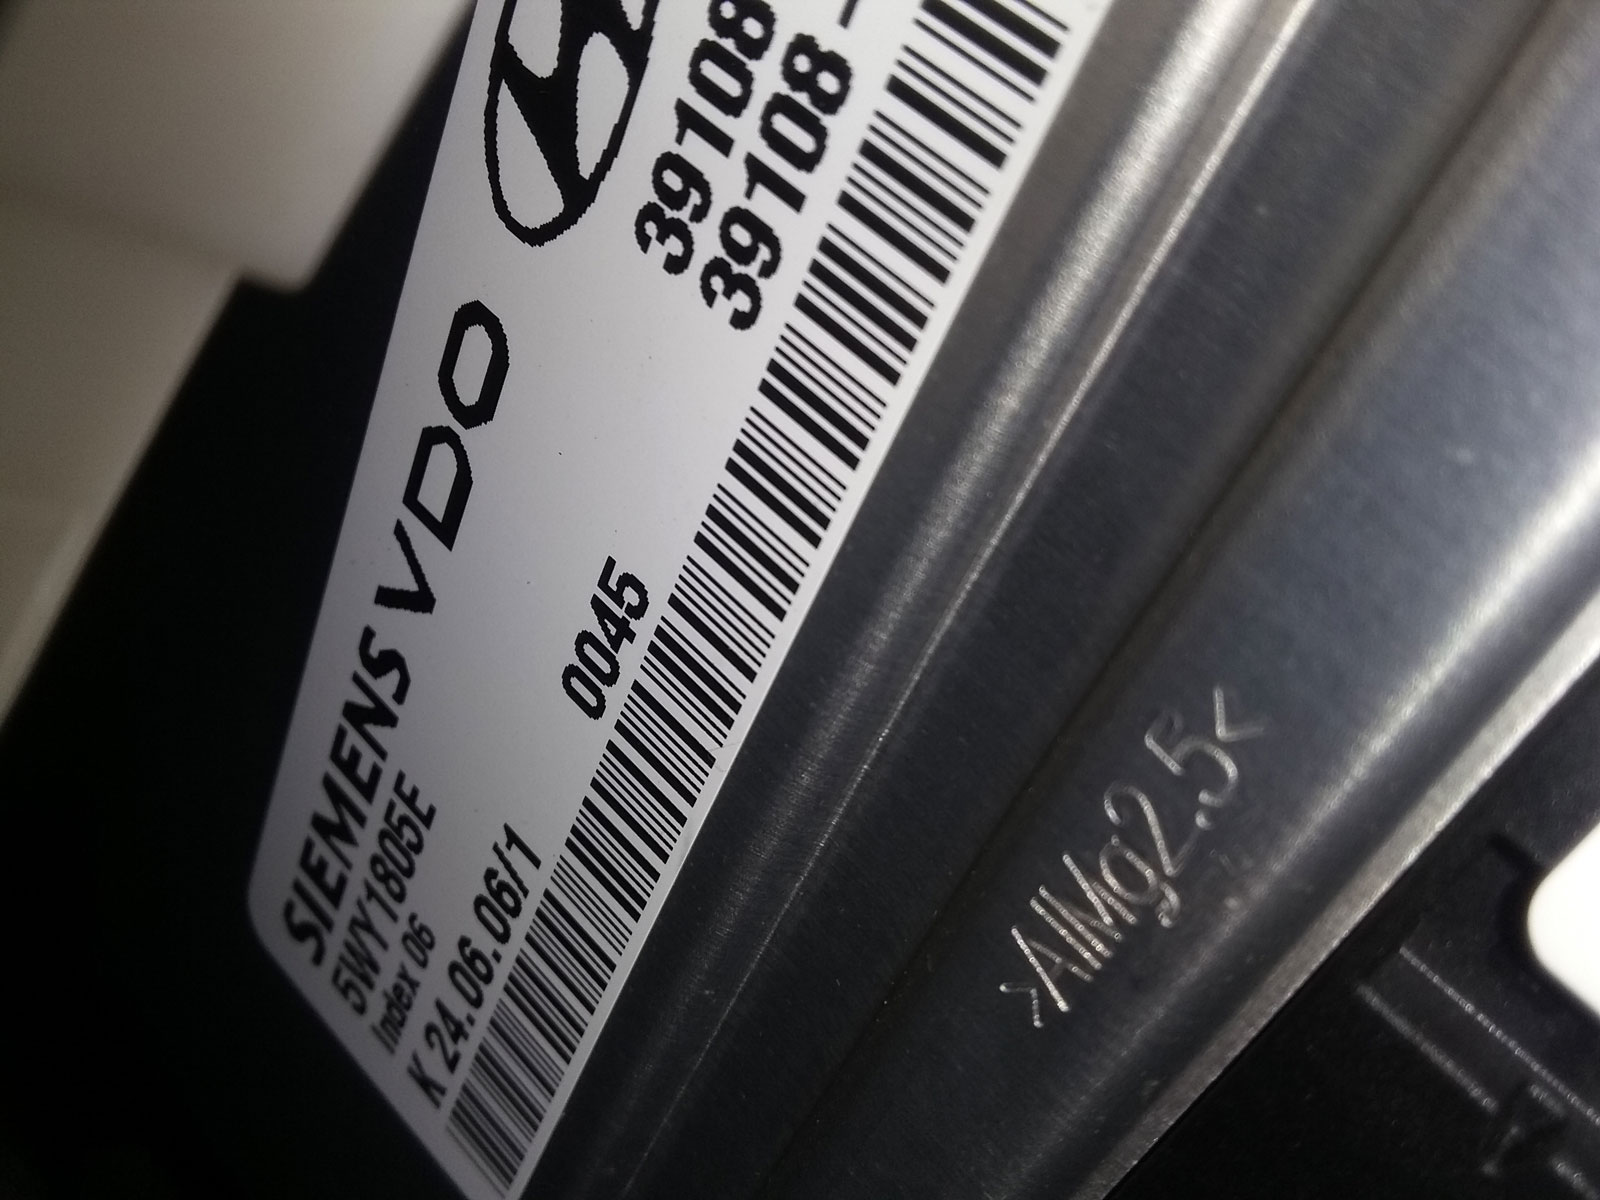 SIEMENS VDO
5WY1805E
Index 06
K 24.06.06/1
0045
39108
39108-
>AlMg2.5<